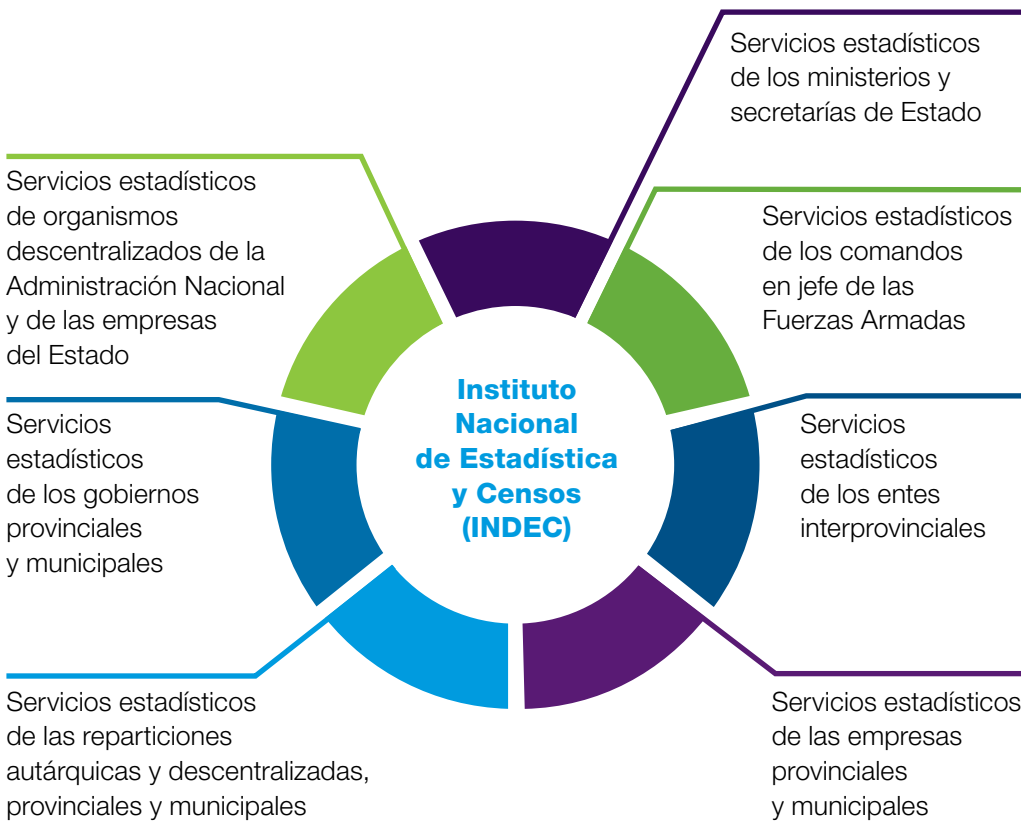 Servicios estadísticos
de los ministerios y
secretarías de Estado
Servicios estadísticos
de organismos
descentralizados de la
Administración Nacional
y de las empresas
del Estado
Servicios estadísticos
de los comandos
en jefe de las
Fuerzas Armadas
Instituto
Nacional
de Estadística
y Censos
(INDEC)
Servicios
estadísticos
de los gobiernos
provinciales
y municipales
Servicios
estadísticos
de los entes
interprovinciales
Servicios estadísticos
de las reparticiones
autárquicas y descentralizadas,
provinciales y municipales
Servicios estadísticos
de las empresas
provinciales
y municipales